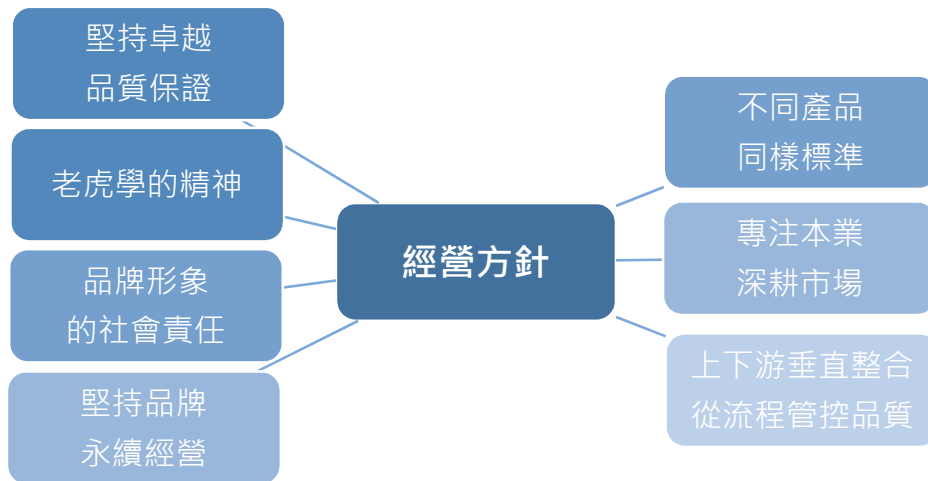 堅持卓越
品質保證
老虎學的精神
品牌形象
的社會責任
堅持品牌
永續經營
經營方針
不同產品
同樣標準
專注本業
深耕市場
上下游垂直整合
從流程管控品質